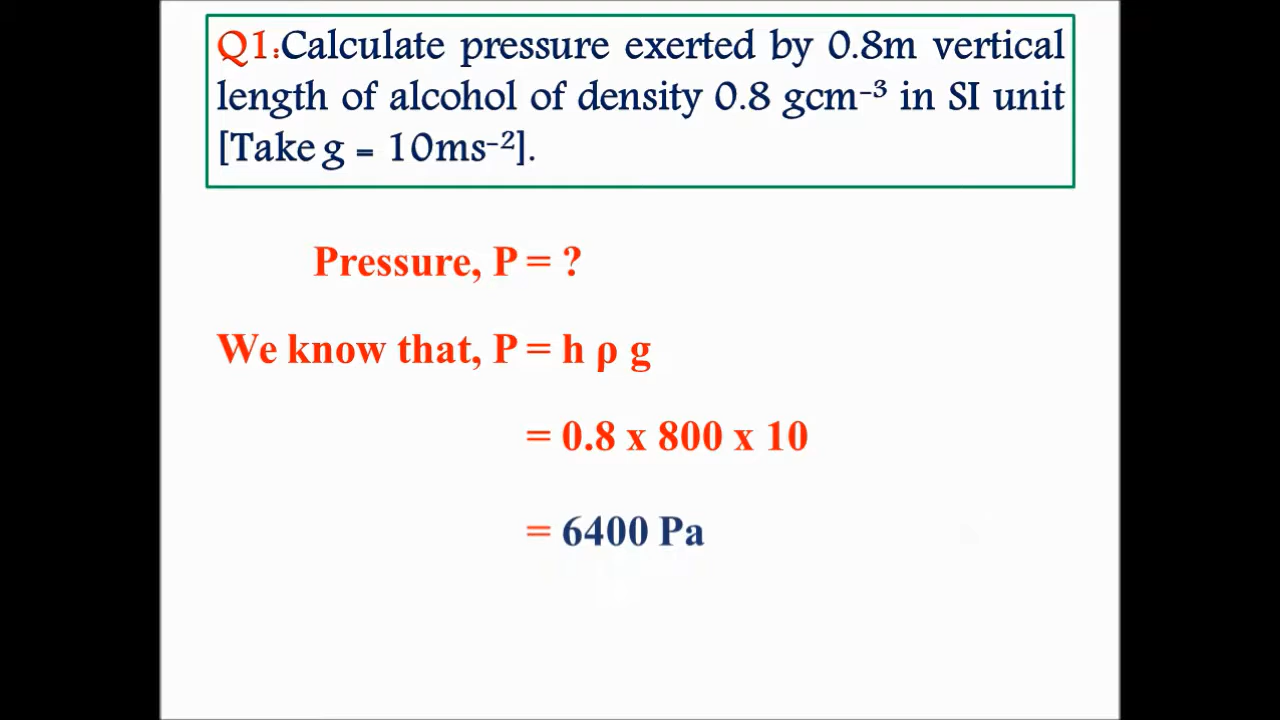 Q1:Calculate pressure exerted by 0.8m vertical
length of alcohol of density 0.8 gcm⁻³ in SI unit
[Take g = 10ms⁻²].
Pressure, P = ?
We know that, P = h ρ g
= 0.8 x 800 x 10
= 6400 Pa